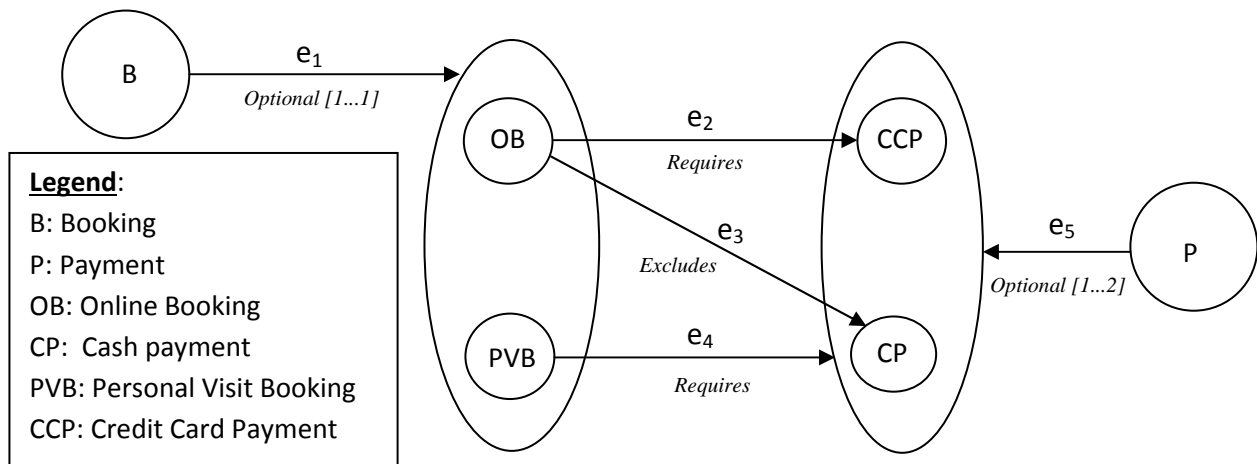 B
e1
Optional [1...1]
OB
e2
Requires
CCP
Legend:
B: Booking
P: Payment
OB: Online Booking
CP: Cash payment
PVB: Personal Visit Booking
CCP: Credit Card Payment
e3
Excludes
e5
Optional [1...2]
P
PVB
e4
Requires
CP